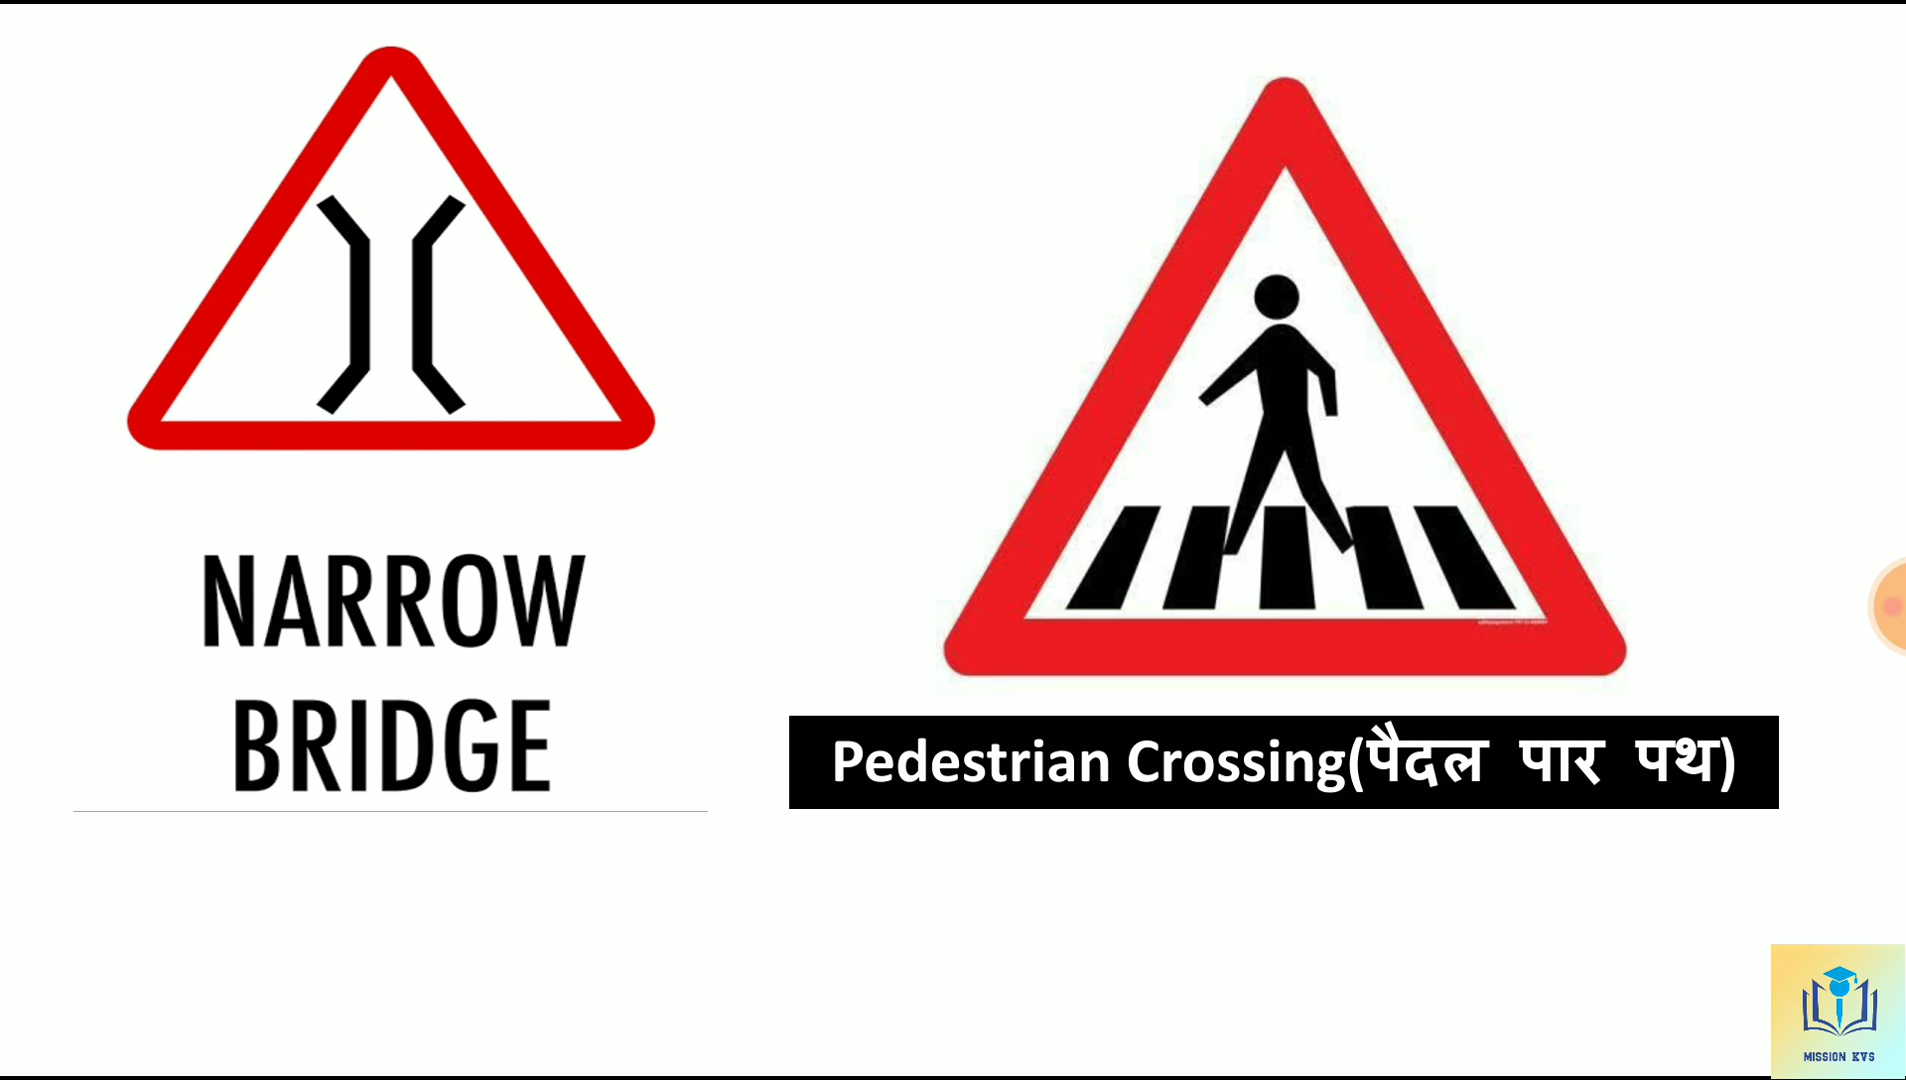 NARROW
BRIDGE
Pedestrian Crossing(पैदल पार पथ)
MISSION KVS